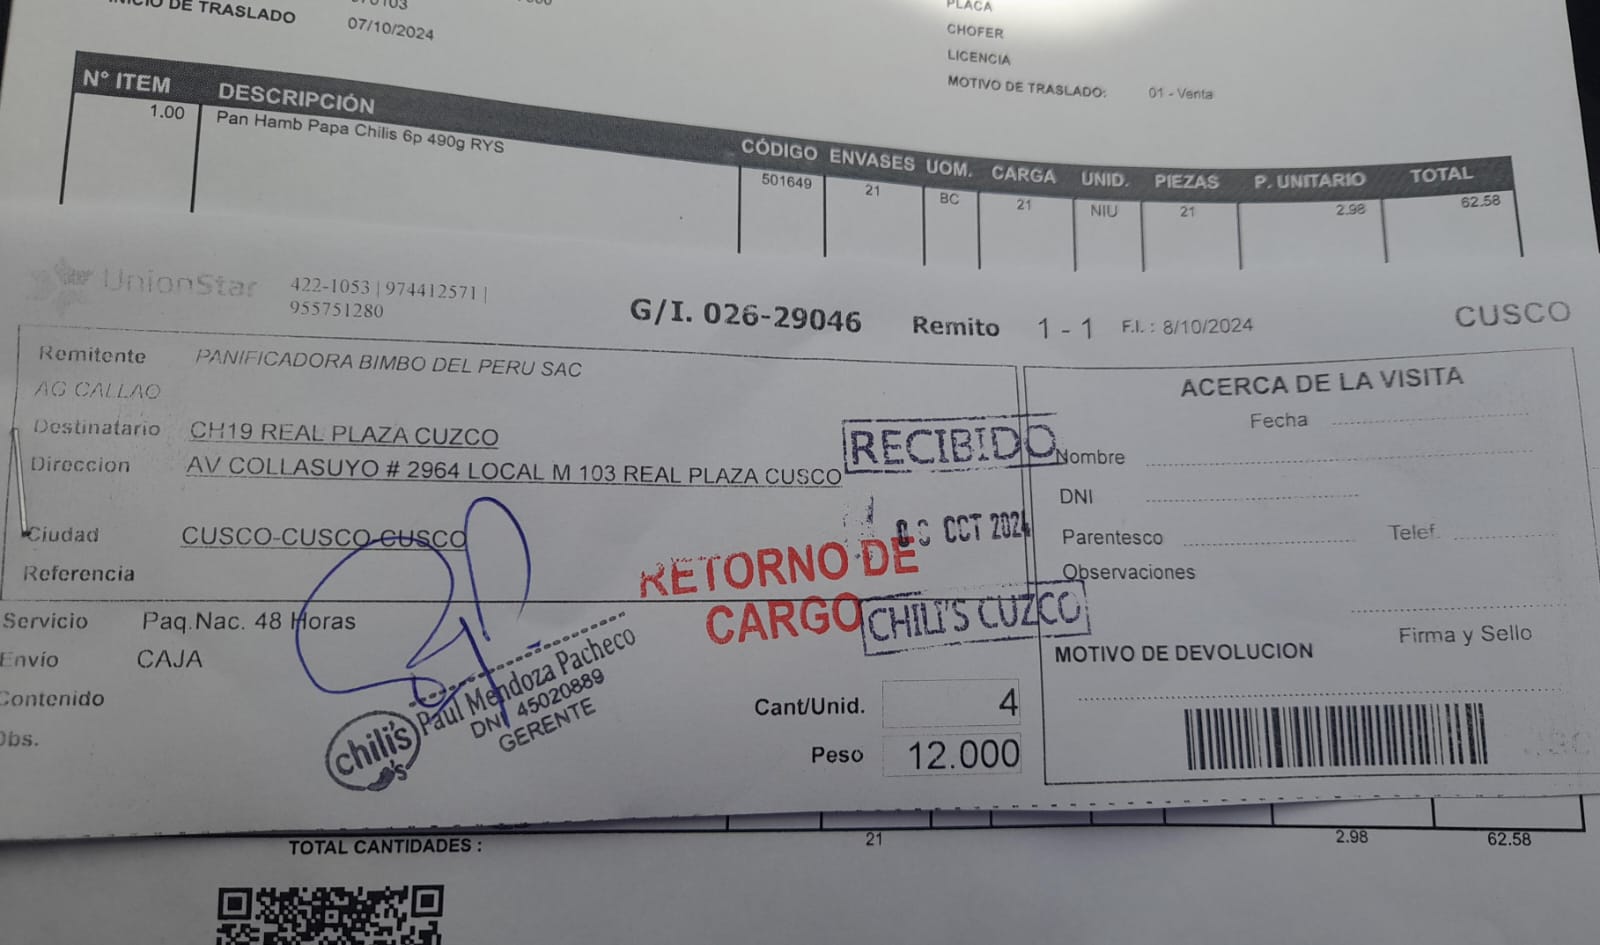 INICIO DE TRASLADO
07/10/2024
PLACA
CHOFER
LICENCIA
MOTIVO DE TRASLADO: 01 - Venta
N° ITEM DESCRIPCIÓN CÓDIGO ENVASES UOM. CARGA UNID. PIEZAS P. UNITARIO TOTAL
1.00 Pan Hamb Papa Chilis 6p 490g RYS 501649 21 BC 21 NIU 21 2.98 62.58
UnionStar 422-1053 | 974412571 |
955751280
G/I. 026-29046 Remito 1 - 1 F.I. : 8/10/2024 CUSCO
Remitente PANIFICADORA BIMBO DEL PERU SAC
AG CALLAO
Destinatario CH19 REAL PLAZA CUZCO
Direccion AV COLLASUYO # 2964 LOCAL M 103 REAL PLAZA CUSCO
Ciudad CUSCO-CUSCO-CUSCO
Referencia
RECIBIDO
OCT 2024
CHILI'S CUZCO
RETORNO DE
CARGO
Servicio Paq.Nac. 48 Horas
Envío CAJA
Contenido
Obs.
chili's
Paul Mendoza Pacheco
DNI 45020889
GERENTE
Cant/Unid. 4
Peso 12.000
ACERCA DE LA VISITA
Fecha
Nombre
DNI
Parentesco Telef.
Observaciones
Firma y Sello
MOTIVO DE DEVOLUCION
TOTAL CANTIDADES : 21 2.98 62.58